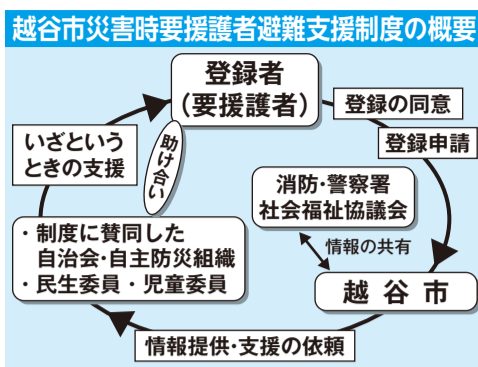 越谷市災害時要援護者避難支援制度の概要
登録者
（要援護者）
登録の同意
登録申請
いざという
ときの支援
助け合い
消防・警察署
社会福祉協議会
情報の共有
・制度に賛同した
自治会・自主防災組織
・民生委員・児童委員
越谷市
情報提供・支援の依頼